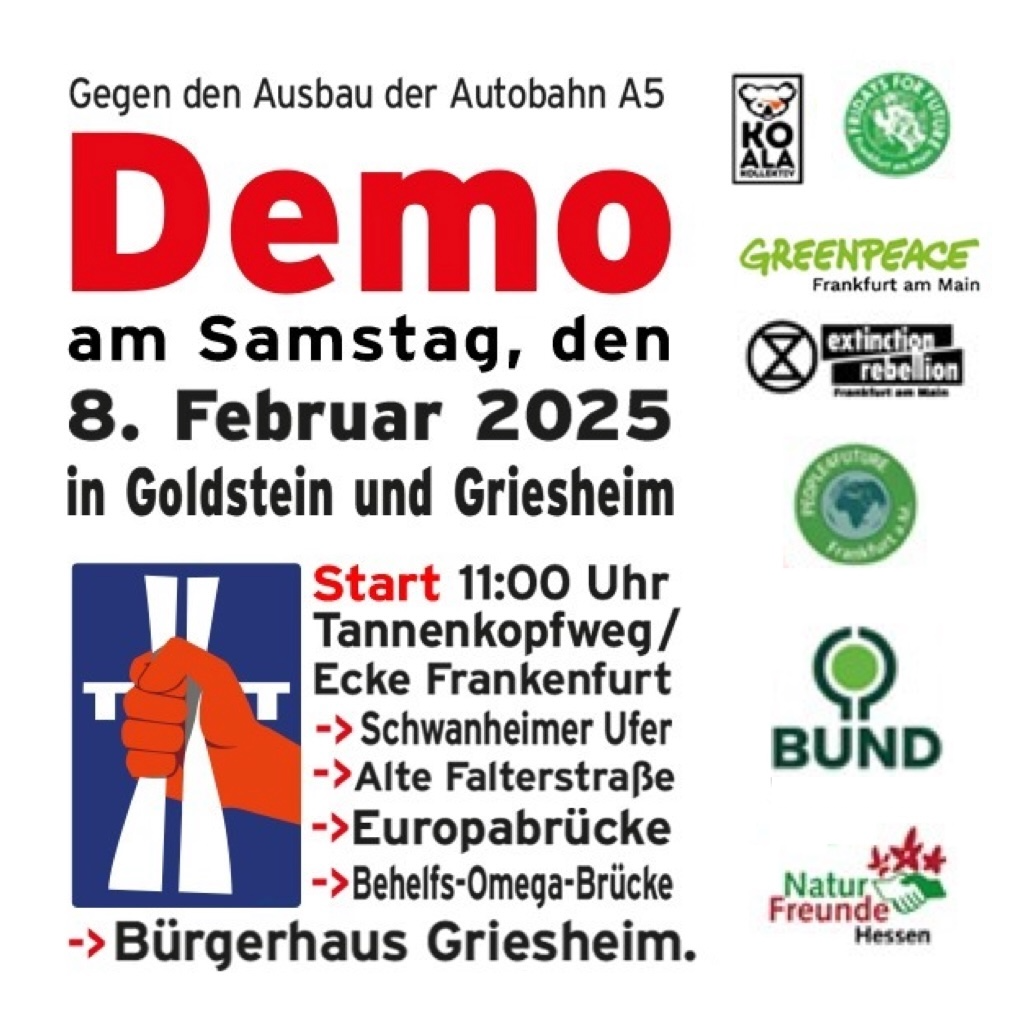 Gegen den Ausbau der Autobahn A5
Demo
am Samstag, den
8. Februar 2025
in Goldstein und Griesheim
Start 11:00 Uhr
Tannenkopfweg/
Ecke Frankenfurt
-> Schwanheimer Ufer
->Alte Falterstraße
->Europabrücke
->Behelfs-Omega-Brücke
-> Bürgerhaus Griesheim.
KO
ALA
KOLLEKTIV
FRIDAYS FOR FUTURE
Frankfurt am Main
GREENPEACE
Frankfurt am Main
extinction
rebellion
Frankfurt am Main
PEOPLE4FUTURE
Frankfurt a.M.
BUND
Natur
Freunde
Hessen